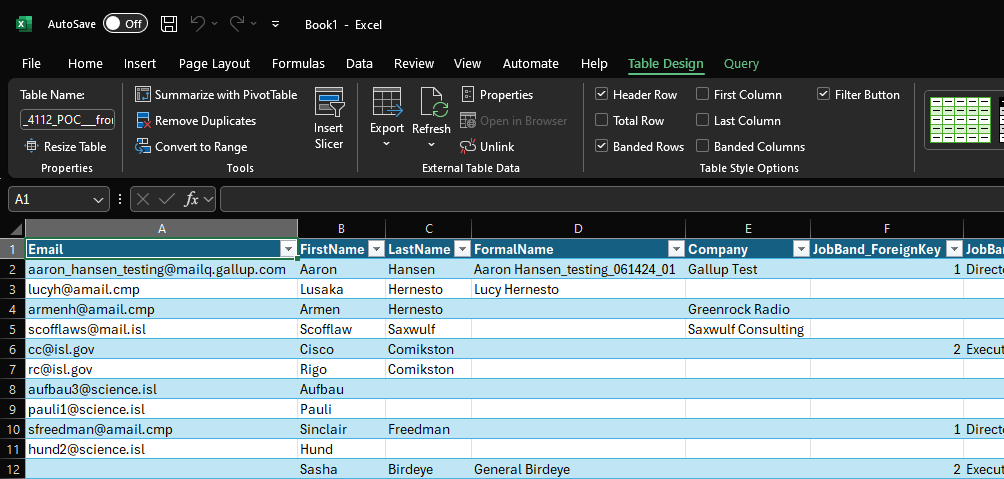 AutoSave Off Book1 - Excel
File Home Insert Page Layout Formulas Data Review View Automate Help Table Design Query
Table Name:
_4112_POC___fro
Resize Table
Properties
Summarize with PivotTable
Remove Duplicates
Convert to Range
Tools
Insert
Slicer
Export
Refresh
Properties
Open in Browser
Unlink
External Table Data
Header Row First Column Filter Button
Total Row Last Column
Banded Rows Banded Columns
Table Style Options
A1 fx
A B C D E F
1 Email FirstName LastName FormalName Company JobBand_ForeignKey JobBa
2 aaron_hansen_testing@mailq.gallup.com Aaron Hansen Aaron Hansen_testing_061424_01 Gallup Test 1 Directo
3 lucyh@amail.cmp Lusaka Hernesto Lucy Hernesto
4 armenh@amail.cmp Armen Hernesto Greenrock Radio
5 scofflaws@mail.isl Scofflaw Saxwulf Saxwulf Consulting
6 cc@isl.gov Cisco Comikston 2 Execut
7 rc@isl.gov Rigo Comikston
8 aufbau3@science.isl Aufbau
9 pauli1@science.isl Pauli
10 sfreedman@amail.cmp Sinclair Freedman 1 Directo
11 hund2@science.isl Hund
12 Sasha Birdeye General Birdeye 2 Execut